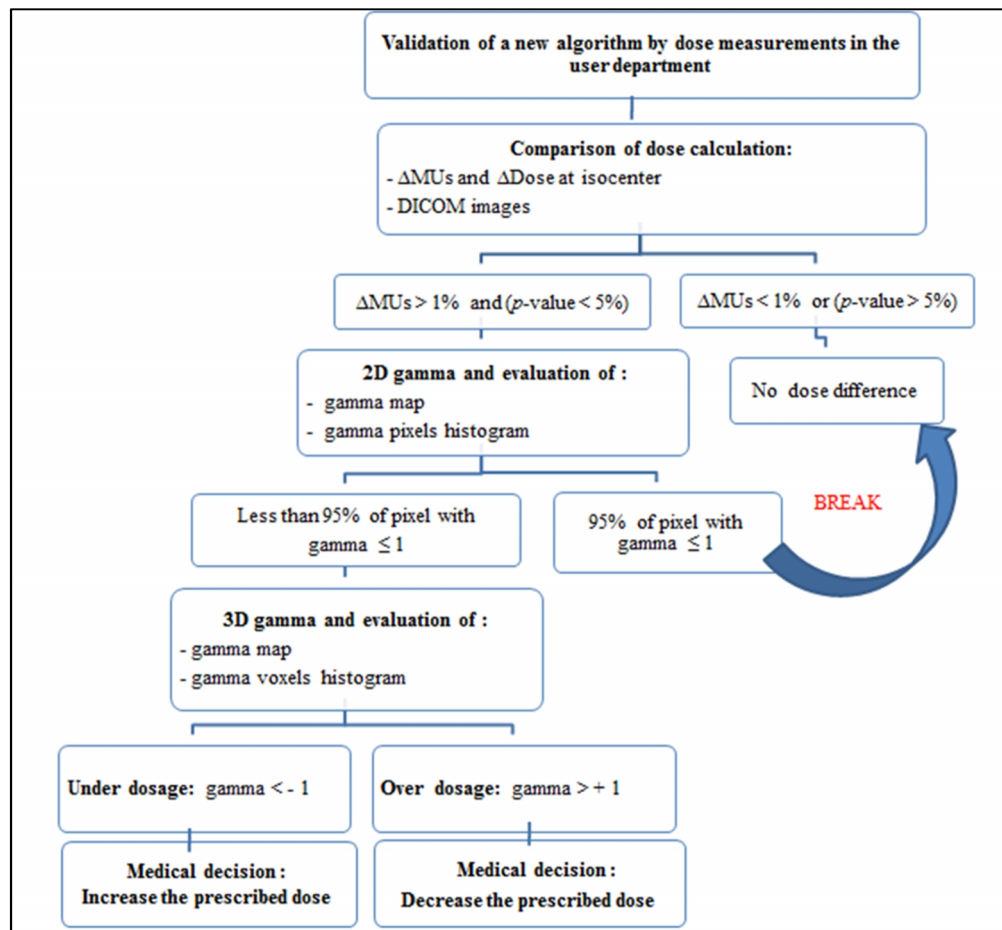 Validation of a new algorithm by dose measurements in the
user department
Comparison of dose calculation:
- ΔMUs and ΔDose at isocenter
- DICOM images
ΔMUs > 1% and (p-value < 5%)
ΔMUs < 1% or (p-value > 5%)
2D gamma and evaluation of :
- gamma map
- gamma pixels histogram
No dose difference
Less than 95% of pixel with
gamma ≤ 1
95% of pixel with
gamma ≤ 1
BREAK
3D gamma and evaluation of :
- gamma map
- gamma voxels histogram
Under dosage: gamma < - 1
Over dosage: gamma > + 1
Medical decision :
Increase the prescribed dose
Medical decision :
Decrease the prescribed dose